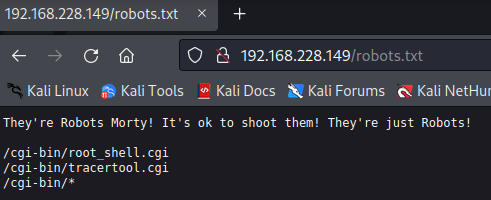 192.168.228.149/robots.txt
192.168.228.149/robots.txt
Kali Linux Kali Tools Kali Docs Kali Forums Kali NetHun
They're Robots Morty! It's ok to shoot them! They're just Robots!
/cgi-bin/root_shell.cgi
/cgi-bin/tracertool.cgi
/cgi-bin/*